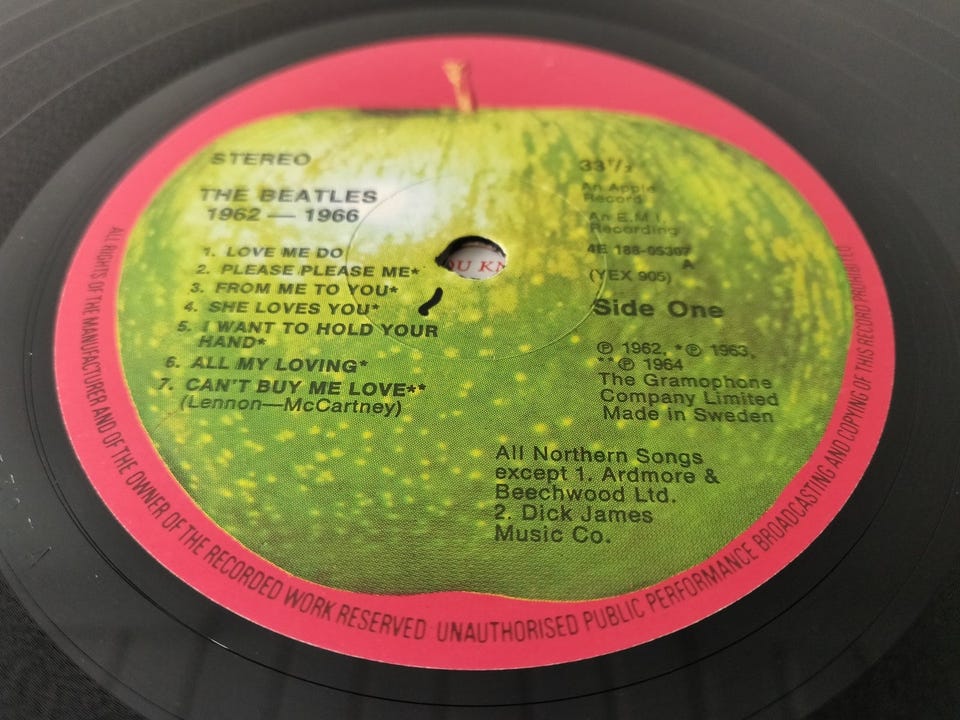 STEREO
THE BEATLES
1962 — 1966
1. LOVE ME DO
2. PLEASE PLEASE ME*
3. FROM ME TO YOU*
4. SHE LOVES YOU*
5. I WANT TO HOLD YOUR
HAND*
6. ALL MY LOVING*
7. CAN'T BUY ME LOVE**
(Lennon—McCartney)
33 1/3
An Apple
Record
An E.M.I.
Recording
4E 188-05307
A
(YEX 905)
Side One
℗ 1962, *℗ 1963,
**℗ 1964
The Gramophone
Company Limited
Made in Sweden
All Northern Songs
except 1. Ardmore &
Beechwood Ltd.
2. Dick James
Music Co.
OU KN
ALL RIGHTS OF THE MANUFACTURER AND OF THE OWNER OF THE RECORDED WORK RESERVED UNAUTHORISED PUBLIC PERFORMANCE BROADCASTING AND COPYING OF THIS RECORD PROHIBITED